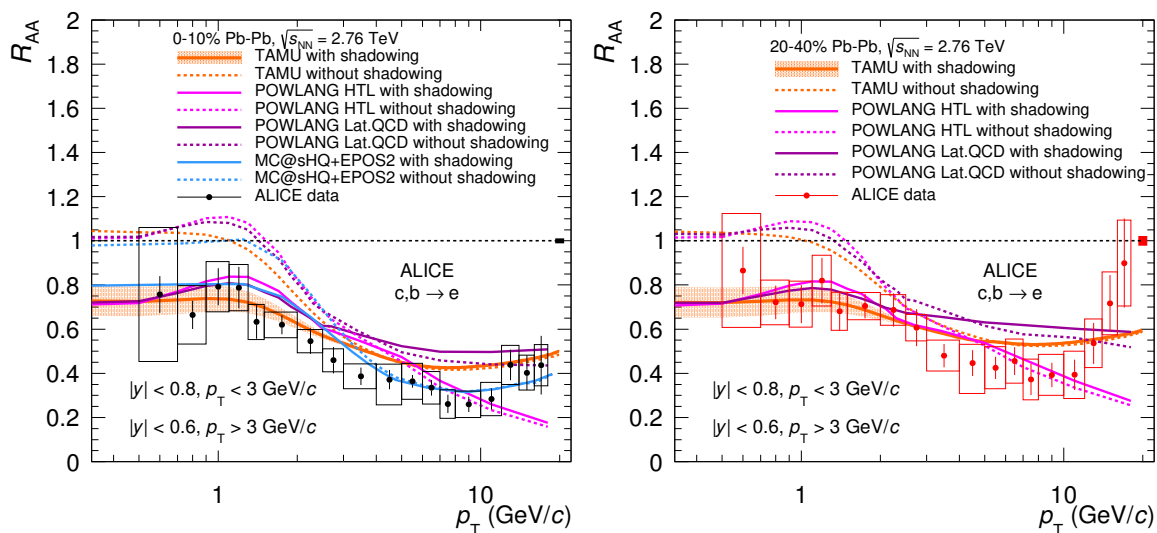 R_AA
2
1.8
1.6
1.4
1.2
1
0.8
0.6
0.4
0.2
0
0-10% Pb-Pb, √s_NN = 2.76 TeV
TAMU with shadowing
TAMU without shadowing
POWLANG HTL with shadowing
POWLANG HTL without shadowing
POWLANG Lat.QCD with shadowing
POWLANG Lat.QCD without shadowing
MC@sHQ+EPOS2 with shadowing
MC@sHQ+EPOS2 without shadowing
ALICE data
ALICE
c,b → e
|y| < 0.8, p_T < 3 GeV/c
|y| < 0.6, p_T > 3 GeV/c
1
10
p_T (GeV/c)
R_AA
2
1.8
1.6
1.4
1.2
1
0.8
0.6
0.4
0.2
0
20-40% Pb-Pb, √s_NN = 2.76 TeV
TAMU with shadowing
TAMU without shadowing
POWLANG HTL with shadowing
POWLANG HTL without shadowing
POWLANG Lat.QCD with shadowing
POWLANG Lat.QCD without shadowing
ALICE data
ALICE
c,b → e
|y| < 0.8, p_T < 3 GeV/c
|y| < 0.6, p_T > 3 GeV/c
1
10
p_T (GeV/c)